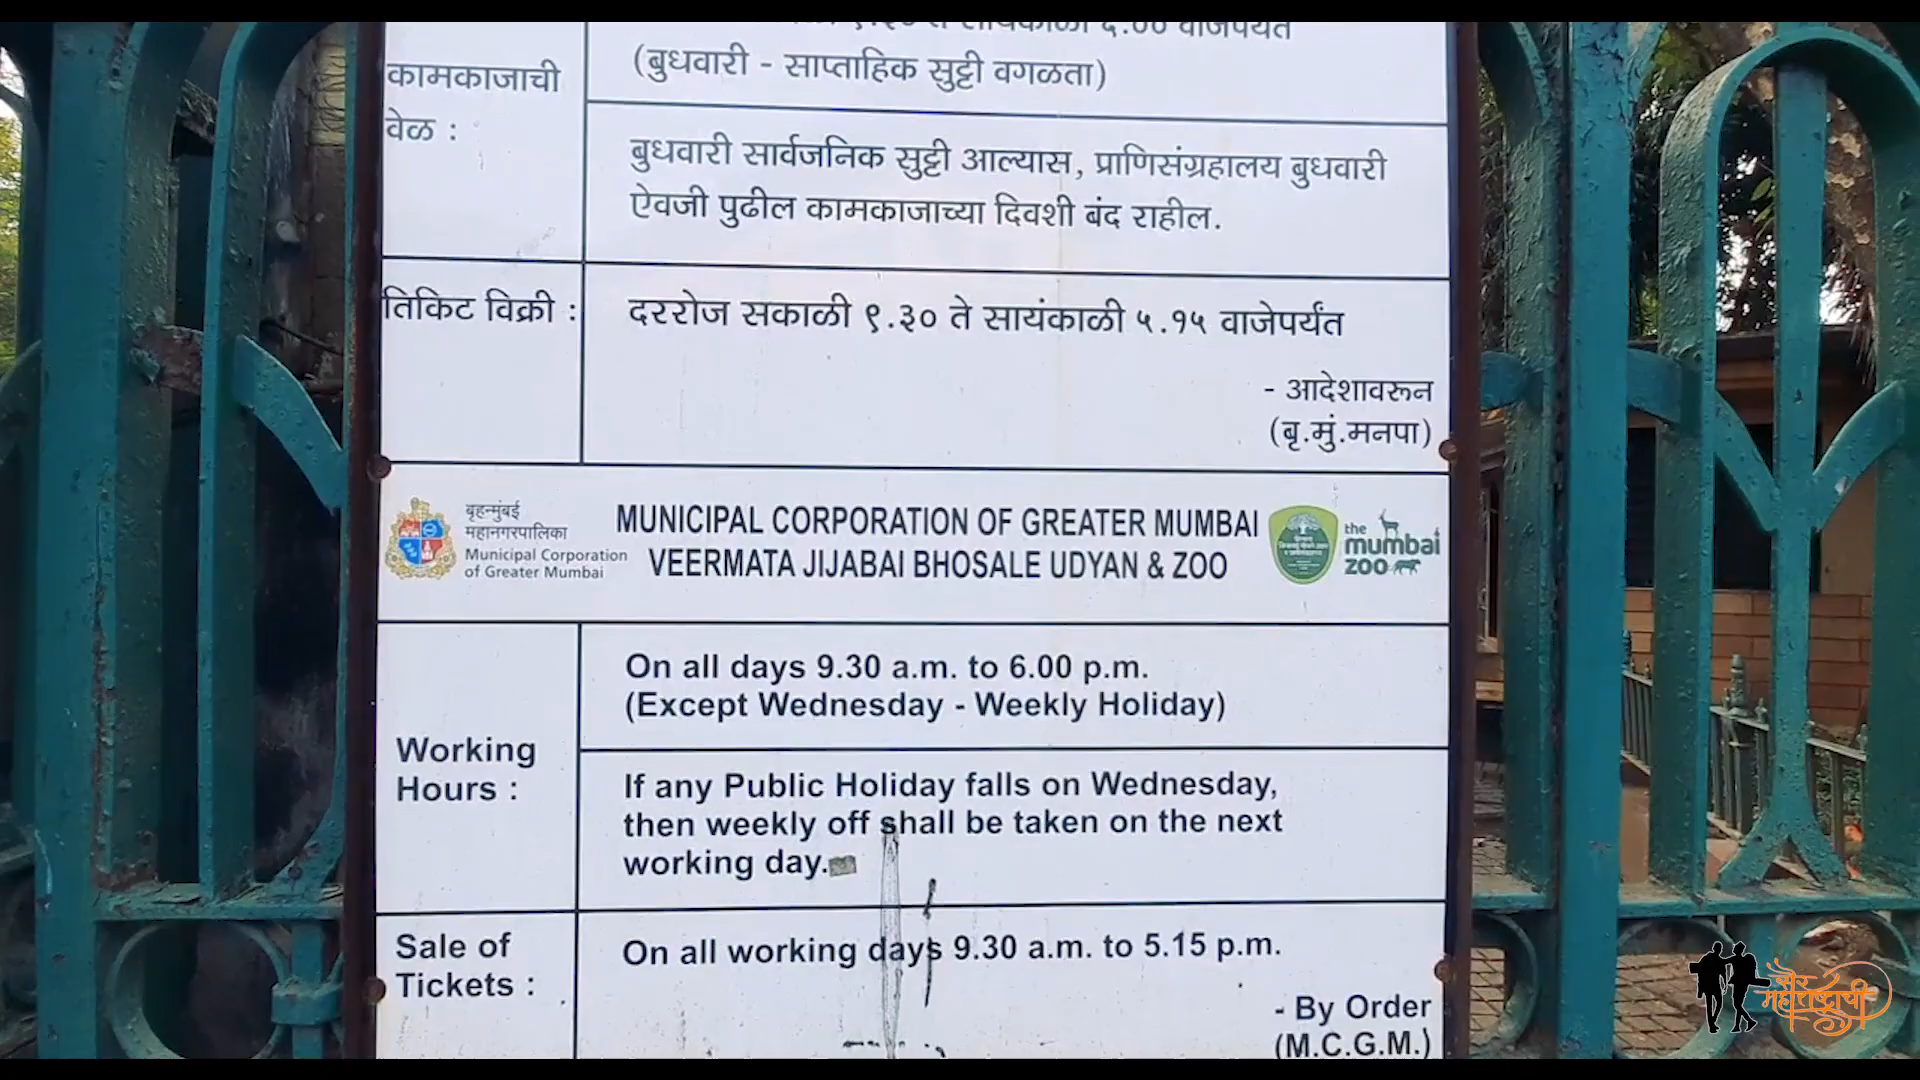 सायंकाळी ६.०० वाजेपर्यंत
(बुधवारी - साप्ताहिक सुट्टी वगळता)
कामकाजाची
वेळ :
बुधवारी सार्वजनिक सुट्टी आल्यास, प्राणिसंग्रहालय बुधवारी
ऐवजी पुढील कामकाजाच्या दिवशी बंद राहील.
तिकिट विक्री :
दररोज सकाळी ९.३० ते सायंकाळी ५.१५ वाजेपर्यंत
- आदेशावरून
(बृ.मुं.मनपा)
बृहन्मुंबई
महानगरपालिका
Municipal Corporation
of Greater Mumbai
MUNICIPAL CORPORATION OF GREATER MUMBAI
VEERMATA JIJABAI BHOSALE UDYAN & ZOO
the
mumbai
zoo
Working
Hours :
On all days 9.30 a.m. to 6.00 p.m.
(Except Wednesday - Weekly Holiday)
If any Public Holiday falls on Wednesday,
then weekly off shall be taken on the next
working day.
Sale of
Tickets :
On all working days 9.30 a.m. to 5.15 p.m.
- By Order
(M.C.G.M.)
सैर
महाराष्ट्राची